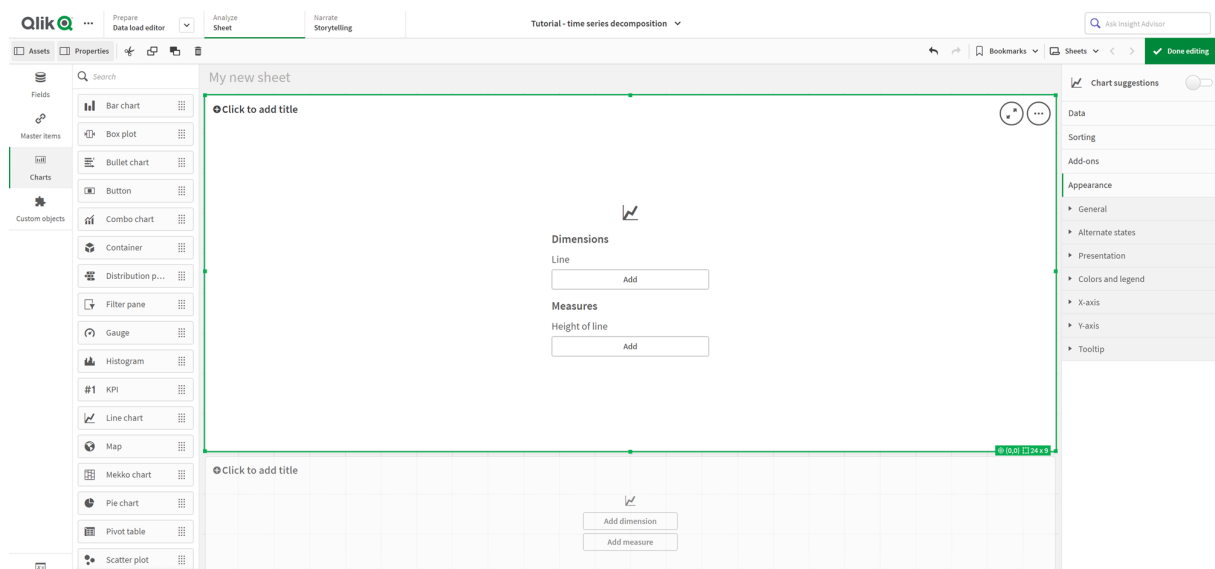 Qlik
Prepare
Data load editor
Analyze
Sheet
Narrate
Storytelling
Tutorial - time series decomposition
Ask Insight Advisor
Assets
Properties
Bookmarks
Sheets
Done editing
Fields
Master items
Charts
Custom objects
Search
Bar chart
Box plot
Bullet chart
Button
Combo chart
Container
Distribution p...
Filter pane
Gauge
Histogram
#1 KPI
Line chart
Map
Mekko chart
Pie chart
Pivot table
Scatter plot
My new sheet
Click to add title
Dimensions
Line
Add
Measures
Height of line
Add
(0,0) 24 x 9
Click to add title
Add dimension
Add measure
Chart suggestions
Data
Sorting
Add-ons
Appearance
General
Alternate states
Presentation
Colors and legend
X-axis
Y-axis
Tooltip